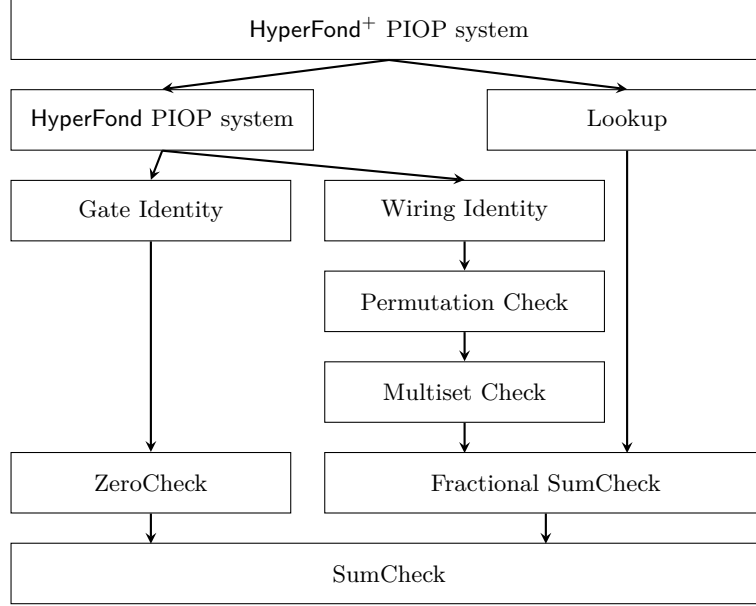 HyperFond⁺ PIOP system
HyperFond PIOP system
Lookup
Gate Identity
Wiring Identity
Permutation Check
Multiset Check
ZeroCheck
Fractional SumCheck
SumCheck